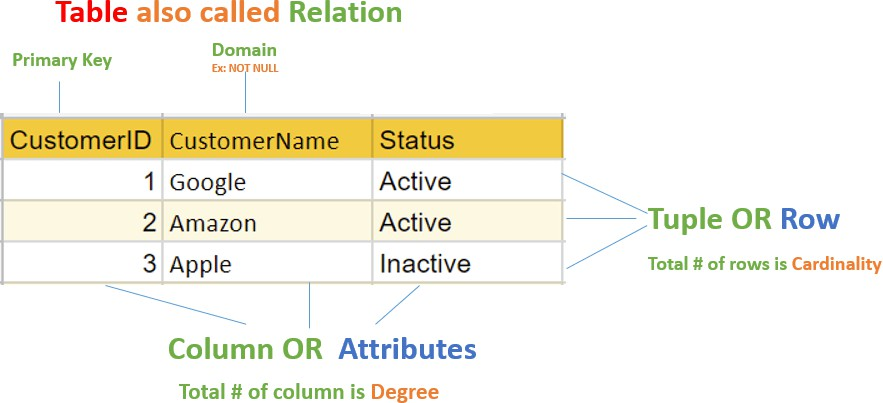 Table also called Relation
Primary Key
Domain
Ex: NOT NULL
CustomerID CustomerName Status
1 Google Active
2 Amazon Active
3 Apple Inactive
Tuple OR Row
Total # of rows is Cardinality
Column OR Attributes
Total # of column is Degree